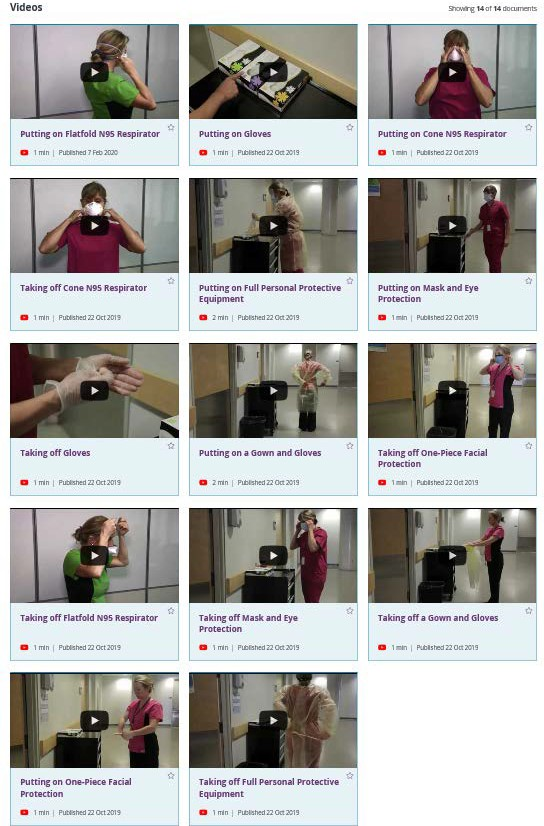 Videos
Showing 14 of 14 documents
Putting on Flatfold N95 Respirator
1 min | Published 7 Feb 2020
Putting on Gloves
1 min | Published 22 Oct 2019
Putting on Cone N95 Respirator
1 min | Published 22 Oct 2019
Taking off Cone N95 Respirator
1 min | Published 22 Oct 2019
Putting on Full Personal Protective
Equipment
2 min | Published 22 Oct 2019
Putting on Mask and Eye
Protection
1 min | Published 22 Oct 2019
Taking off Gloves
1 min | Published 22 Oct 2019
Putting on a Gown and Gloves
2 min | Published 22 Oct 2019
Taking off One-Piece Facial
Protection
1 min | Published 22 Oct 2019
Taking off Flatfold N95 Respirator
1 min | Published 22 Oct 2019
Taking off Mask and Eye
Protection
1 min | Published 22 Oct 2019
Taking off a Gown and Gloves
1 min | Published 22 Oct 2019
Putting on One-Piece Facial
Protection
1 min | Published 22 Oct 2019
Taking off Full Personal Protective
Equipment
1 min | Published 22 Oct 2019